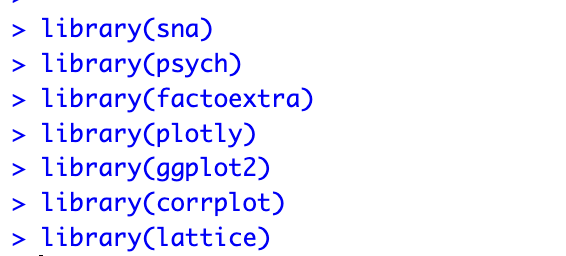 > library(sna)
> library(psych)
> library(factoextra)
> library(plotly)
> library(ggplot2)
> library(corrplot)
> library(lattice)